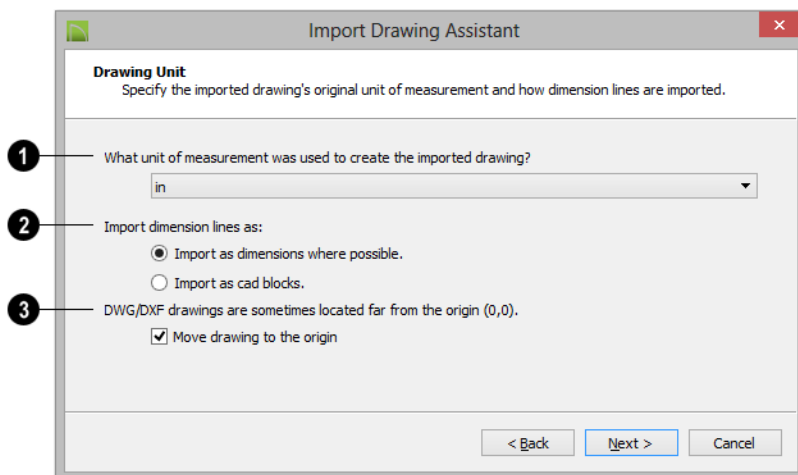 Import Drawing Assistant
Drawing Unit
Specify the imported drawing's original unit of measurement and how dimension lines are imported.
1 What unit of measurement was used to create the imported drawing?
in
2 Import dimension lines as:
Import as dimensions where possible.
Import as cad blocks.
3 DWG/DXF drawings are sometimes located far from the origin (0,0).
Move drawing to the origin
< Back Next > Cancel